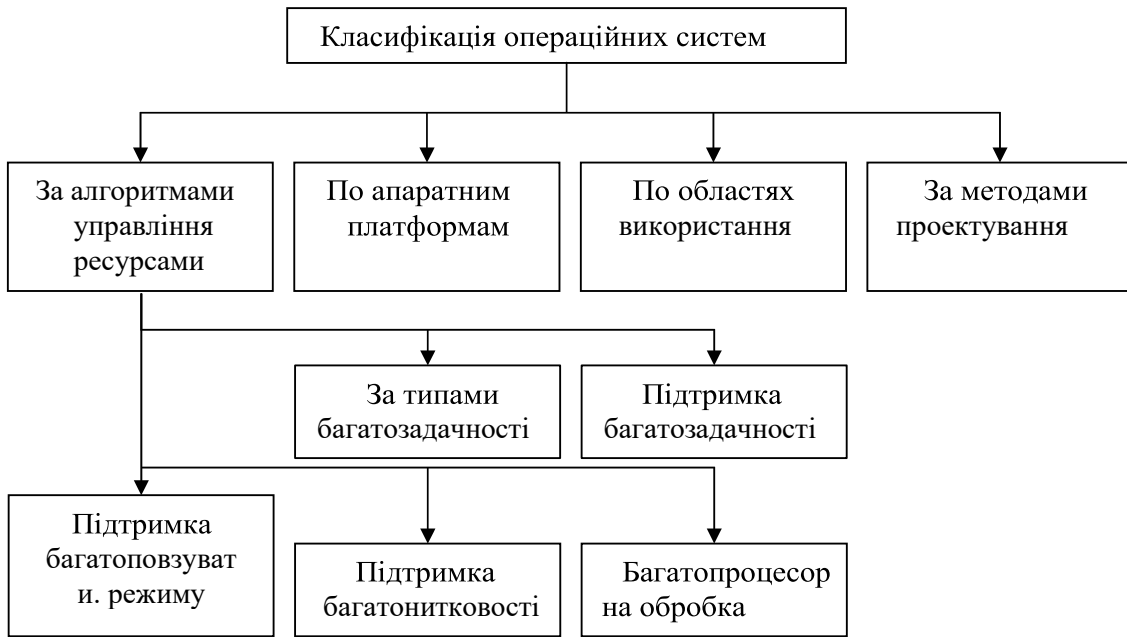 Класифікація операційних систем
За алгоритмами
управління
ресурсами
По апаратним
платформам
По областях
використання
За методами
проектування
За типами
багатозадачності
Підтримка
багатозадачності
Підтримка
багатоповзуват
и. режиму
Підтримка
багатонитковості
Багатопроцесор
на обробка